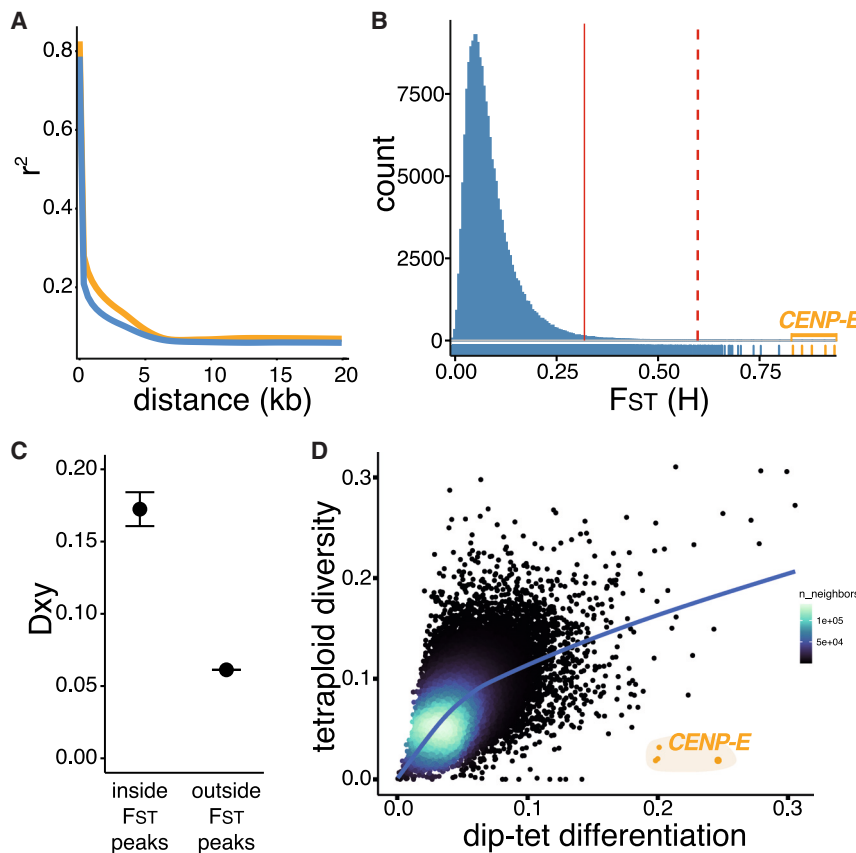 A
0.8
0.6
0.4
0.2
r²
0
5
10
15
20
distance (kb)
B
7500
5000
2500
0
count
CENP-E
0.00
0.25
0.50
0.75
FST (H)
C
0.20
0.15
0.10
0.05
0.00
Dxy
inside FST peaks
outside FST peaks
D
0.3
0.2
0.1
0.0
tetraploid diversity
n_neighbors
1e+05
5e+04
CENP-E
0.0
0.1
0.2
0.3
dip-tet differentiation